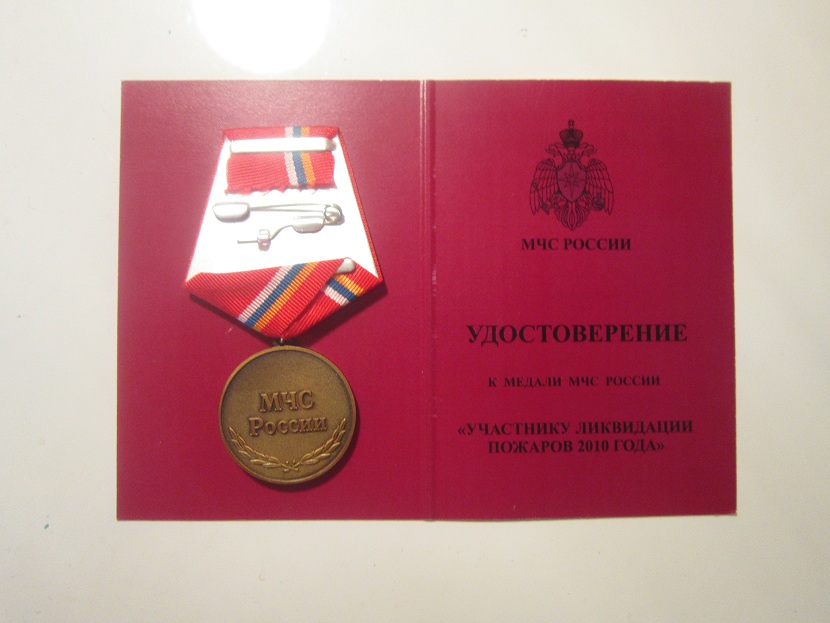 МЧС
России
МЧС РОССИИ
УДОСТОВЕРЕНИЕ
К МЕДАЛИ МЧС РОССИИ
«УЧАСТНИКУ ЛИКВИДАЦИИ
ПОЖАРОВ 2010 ГОДА»